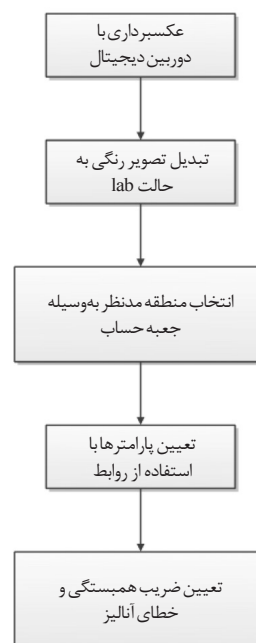 عکسبرداری با
دوربین دیجیتال
تبدیل تصویر رنگی به
حالت lab
انتخاب منطقه مدنظر به‌وسیله
جعبه حساب
تعیین پارامترها با
استفاده از روابط
تعیین ضریب همبستگی و
خطای آنالیز